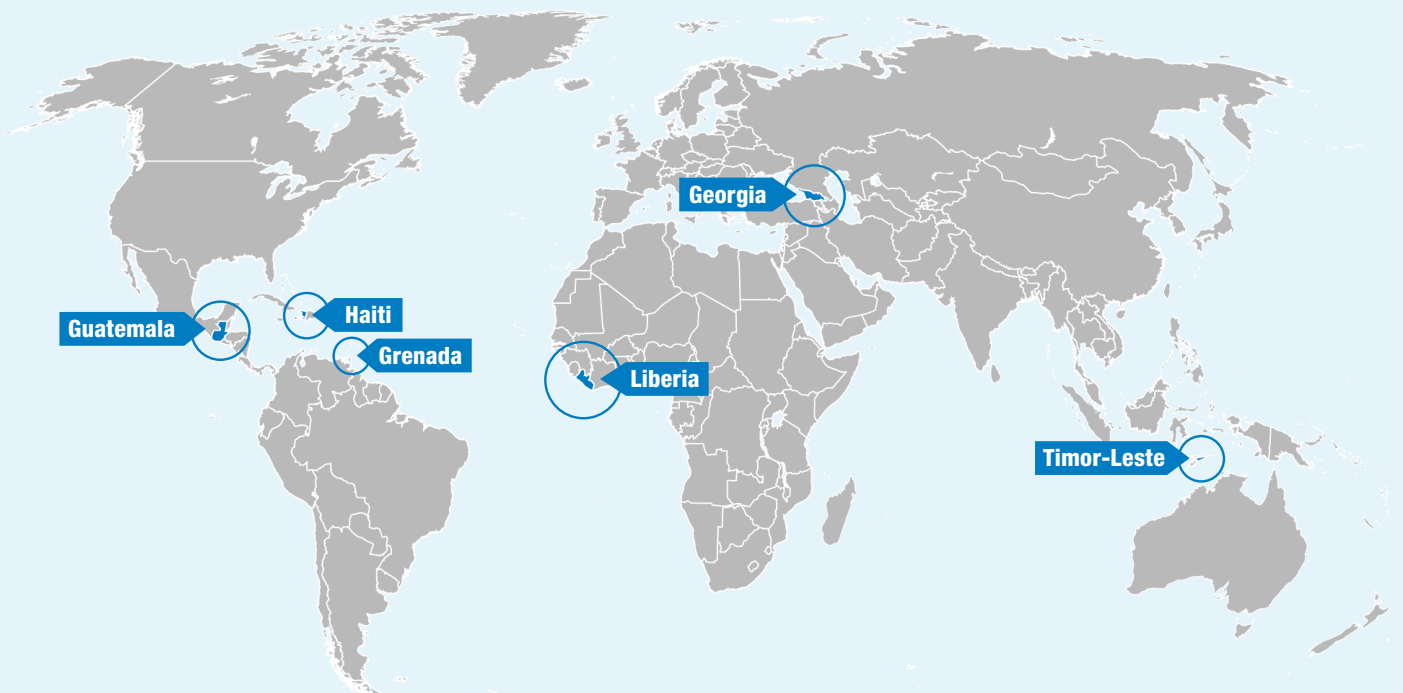 Georgia
Haiti
Guatemala
Grenada
Liberia
Timor-Leste